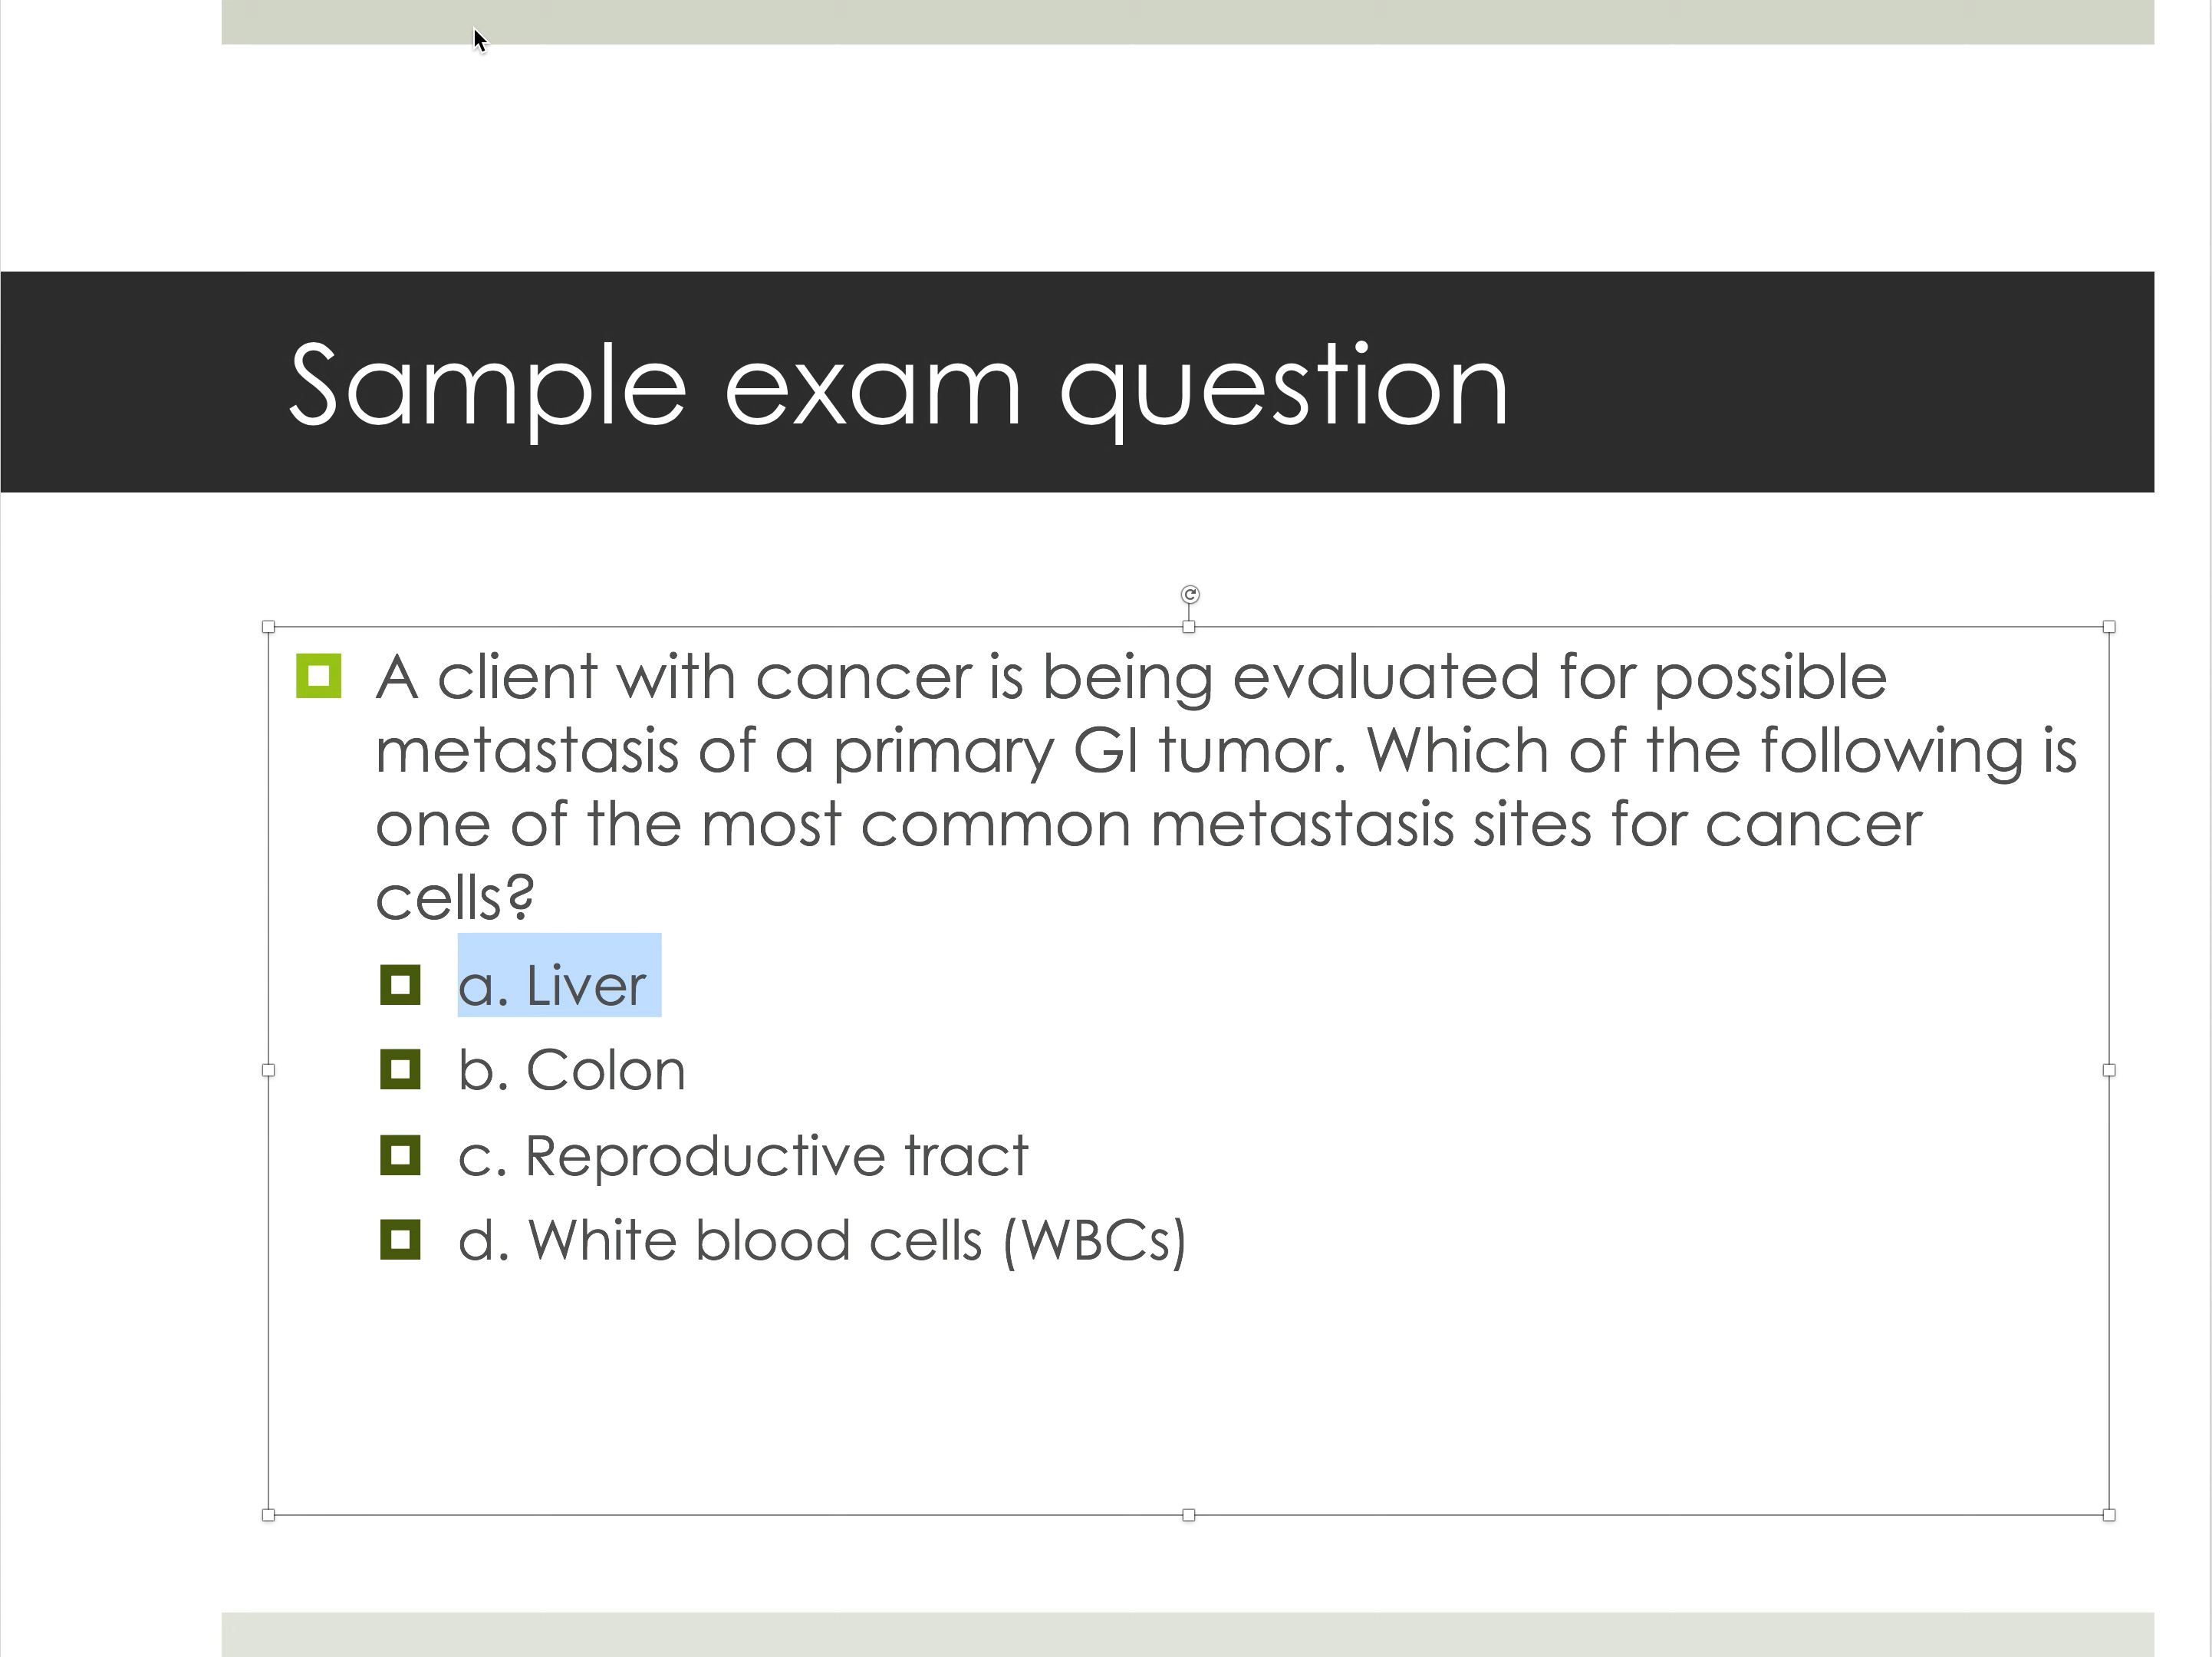 Sample exam question
A client with cancer is being evaluated for possible
metastasis of a primary GI tumor. Which of the following is
one of the most common metastasis sites for cancer
cells?
a. Liver
b. Colon
c. Reproductive tract
d. White blood cells (WBCs)